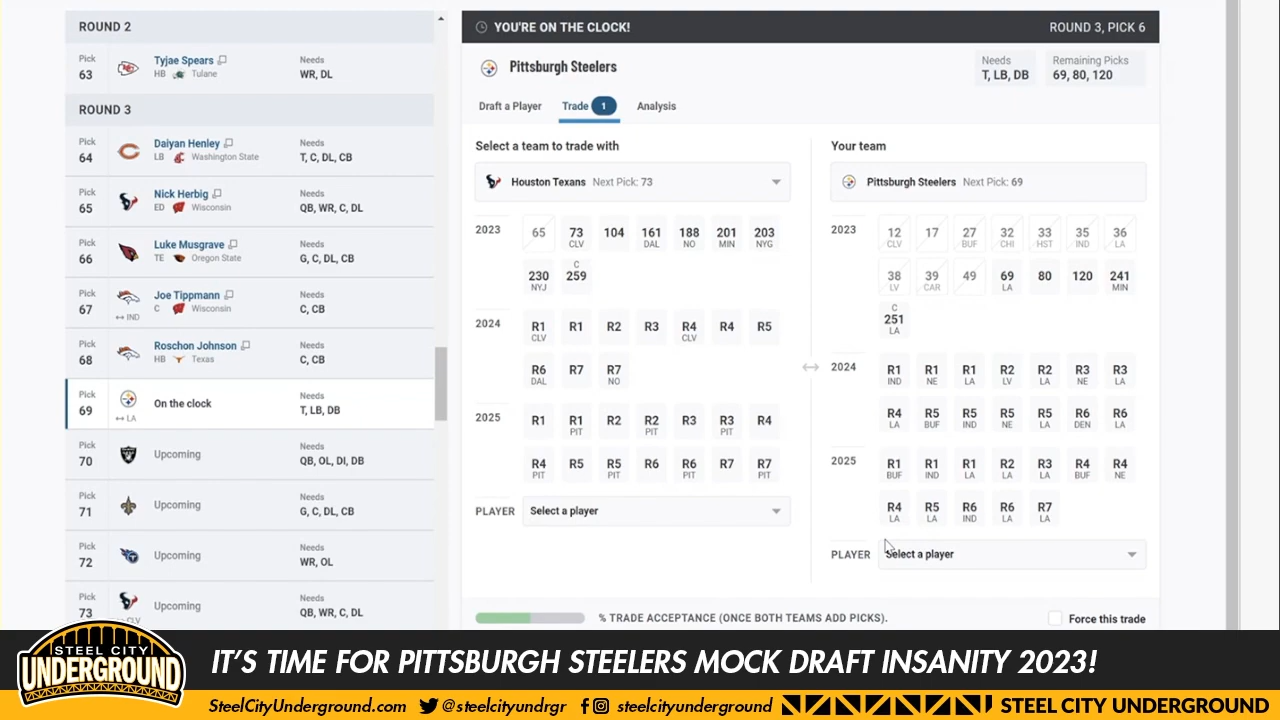 ROUND 2
Pick 63 Tyjae Spears HB Tulane Needs WR, DL
ROUND 3
Pick 64 Daiyan Henley LB Washington State Needs T, C, DL, CB
Pick 65 Nick Herbig ED Wisconsin Needs QB, WR, C, DL
Pick 66 Luke Musgrave TE Oregon State Needs G, C, DL, CB
Pick 67 ↔ IND Joe Tippmann C Wisconsin Needs C, CB
Pick 68 Roschon Johnson HB Texas Needs C, CB
Pick 69 ↔ LA On the clock Needs T, LB, DB
Pick 70 Upcoming Needs QB, OL, DI, DB
Pick 71 Upcoming Needs G, C, DL, CB
Pick 72 Upcoming Needs WR, OL
Pick 73 ↔ CLV Upcoming Needs QB, WR, C, DL
YOU'RE ON THE CLOCK! ROUND 3, PICK 6
Pittsburgh Steelers Needs T, LB, DB Remaining Picks 69, 80, 120
Draft a Player Trade 1 Analysis
Select a team to trade with
Houston Texans Next Pick: 73
2023 65 73 CLV 104 161 DAL 188 NO 201 MIN 203 NYG
230 NYJ C 259
2024 R1 CLV R1 R2 R3 R4 CLV R4 R5
R6 DAL R7 R7 NO
2025 R1 R1 PIT R2 R2 PIT R3 R3 PIT R4
R4 PIT R5 R5 PIT R6 R6 PIT R7 R7 PIT
PLAYER Select a player
Your team
Pittsburgh Steelers Next Pick: 69
2023 12 CLV 17 27 BUF 32 CHI 33 HST 35 IND 36 LA
38 LV 39 CAR 49 69 LA 80 120 241 MIN
C 251 LA
2024 R1 IND R1 NE R1 LA R2 LV R2 LA R3 NE R3 LA
R4 LA R5 BUF R5 IND R5 NE R5 LA R6 DEN R6 LA
2025 R1 BUF R1 IND R1 LA R2 LA R3 LA R4 BUF R4 NE
R4 LA R5 LA R6 IND R6 LA R7 LA
PLAYER Select a player
% TRADE ACCEPTANCE (ONCE BOTH TEAMS ADD PICKS). Force this trade
STEEL CITY
UNDERGROUND
IT'S TIME FOR PITTSBURGH STEELERS MOCK DRAFT INSANITY 2023!
SteelCityUnderground.com @steelcityundrgr steelcityunderground STEEL CITY UNDERGROUND